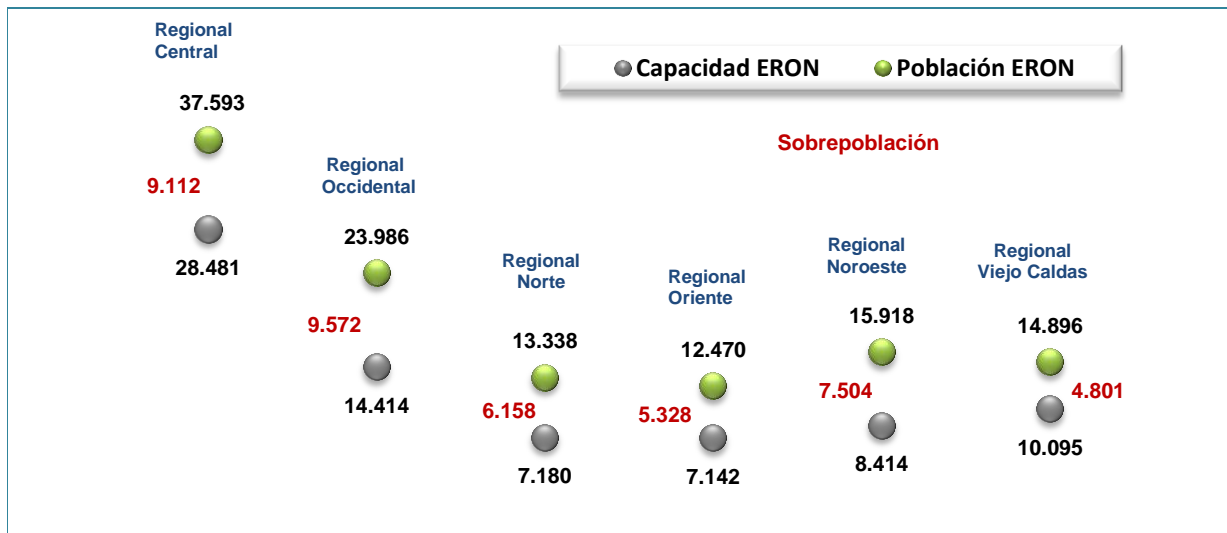 Regional
Central
Capacidad ERON
Población ERON
37.593
Sobrepoblación
9.112
28.481
Regional
Occidental
23.986
9.572
14.414
Regional
Norte
13.338
6.158
7.180
Regional
Oriente
12.470
5.328
7.142
Regional
Noroeste
15.918
7.504
8.414
Regional
Viejo Caldas
14.896
4.801
10.095